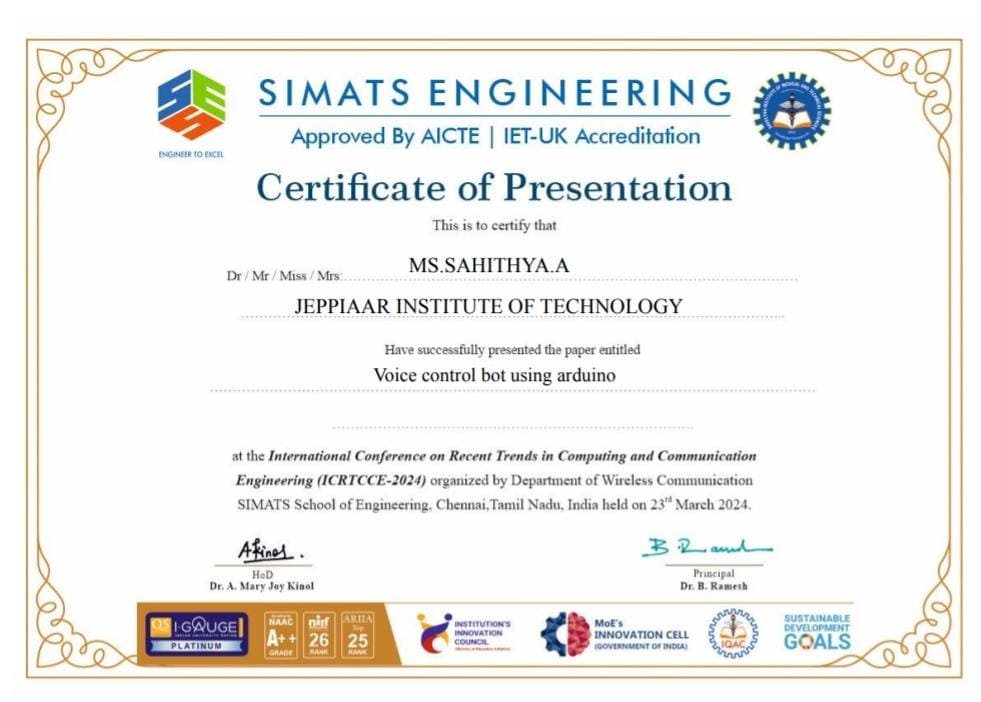 SIMATS ENGINEERING
ENGINEER TO EXCEL
Approved By AICTE | IET-UK Accreditation
Certificate of Presentation
This is to certify that
Dr / Mr / Miss / Mrs:
MS.SAHITHYA.A
JEPPIAAR INSTITUTE OF TECHNOLOGY
Have successfully presented the paper entitled
Voice control bot using arduino
at the International Conference on Recent Trends in Computing and Communication
Engineering (ICRTCCE-2024) organized by Department of Wireless Communication
SIMATS School of Engineering, Chennai,Tamil Nadu, India held on 23rd March 2024.
HoD
Dr. A. Mary Joy Kinol
B. Ramesh
Principal
Dr. B. Ramesh
QS I·GAUGE
PLATINUM
NAAC
A++
GRADE
nirf
26
RANK
ARIIA
Top
25
RANK
INSTITUTION'S
INNOVATION
COUNCIL
MoE's
INNOVATION CELL
(GOVERNMENT OF INDIA)
IQAC
SUSTAINABLE
DEVELOPMENT
GOALS